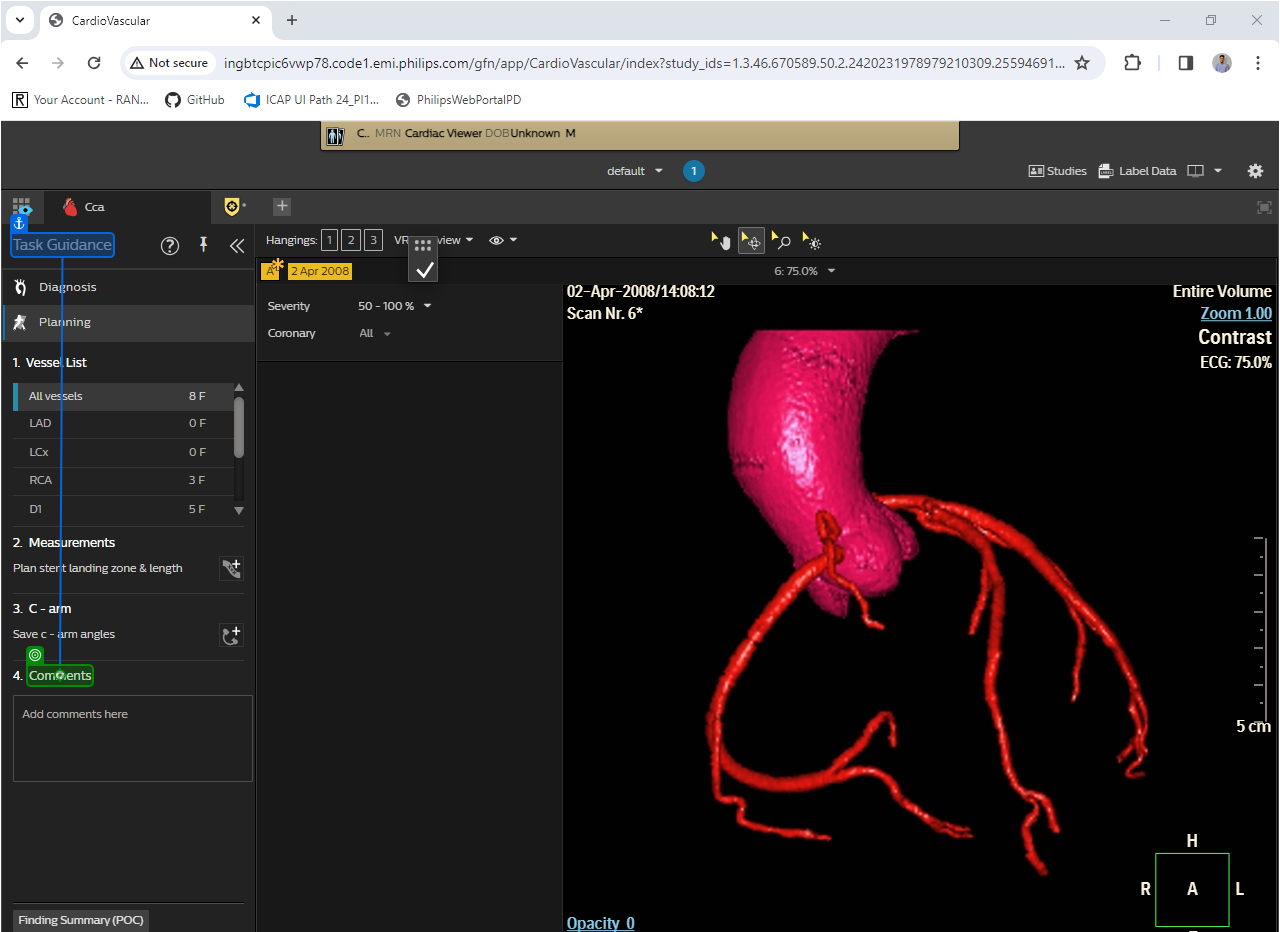 CardioVascular
Not secure
ingbtcpic6vwp78.code1.emi.philips.com/gfn/app/CardioVascular/index?study_ids=1.3.46.670589.50.2.2420231978979210309.25594691...
Your Account - RAN...
GitHub
ICAP UI Path 24_PI1...
PhilipsWebPortalPD
C.. MRN Cardiac Viewer DOB Unknown M
default
1
Studies
Label Data
Cca
Task Guidance
Hangings: 1 2 3
view
2 Apr 2008
6: 75.0%
Diagnosis
Planning
Severity 50 - 100 %
Coronary All
1. Vessel List
All vessels 8 F
LAD 0 F
LCx 0 F
RCA 3 F
D1 5 F
2. Measurements
Plan stent landing zone & length
3. C - arm
Save c - arm angles
4. Comments
Add comments here
Finding Summary (POC)
02-Apr-2008/14:08:12
Scan Nr. 6*
Entire Volume
Zoom 1.00
Contrast
ECG: 75.0%
5 cm
H
R A L
Opacity 0